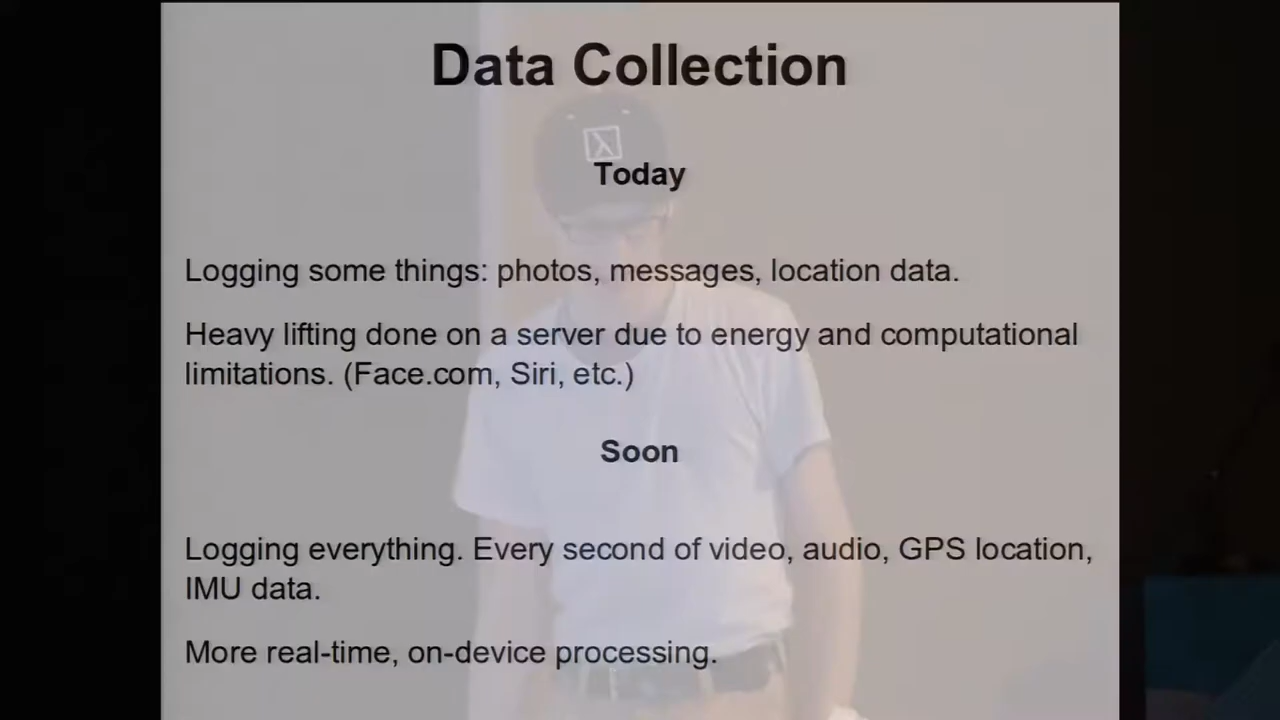 Data Collection
λ
Today
Logging some things: photos, messages, location data.
Heavy lifting done on a server due to energy and computational
limitations. (Face.com, Siri, etc.)
Soon
Logging everything. Every second of video, audio, GPS location,
IMU data.
More real-time, on-device processing.